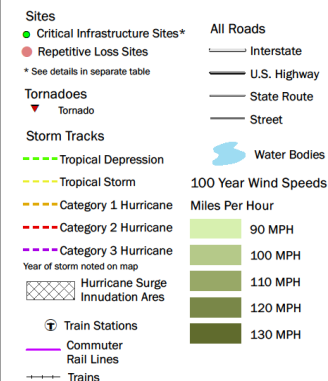 Sites
Critical Infrastructure Sites*
Repetitive Loss Sites
* See details in separate table
Tornadoes
Tornado
Storm Tracks
Tropical Depression
Tropical Storm
Category 1 Hurricane
Category 2 Hurricane
Category 3 Hurricane
Year of storm noted on map
Hurricane Surge
Innudation Areas
T Train Stations
Commuter
Rail Lines
Trains
All Roads
Interstate
U.S. Highway
State Route
Street
Water Bodies
100 Year Wind Speeds
Miles Per Hour
90 MPH
100 MPH
110 MPH
120 MPH
130 MPH